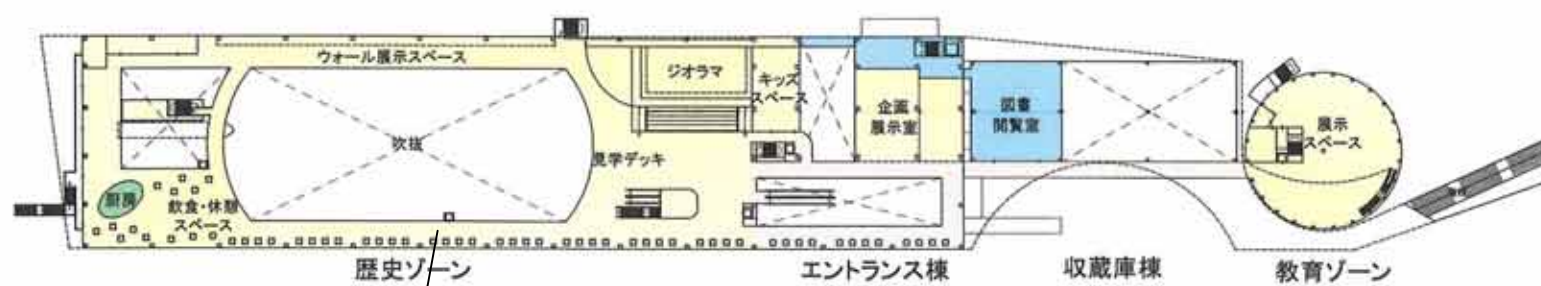 ウォール展示スペース
ジオラマ
キッズ
スペース
企画
展示室
図書
閲覧室
展示
スペース
吹抜
見学デッキ
厨房
飲食・休憩
スペース
歴史ゾーン
エントランス棟
収蔵庫棟
教育ゾーン